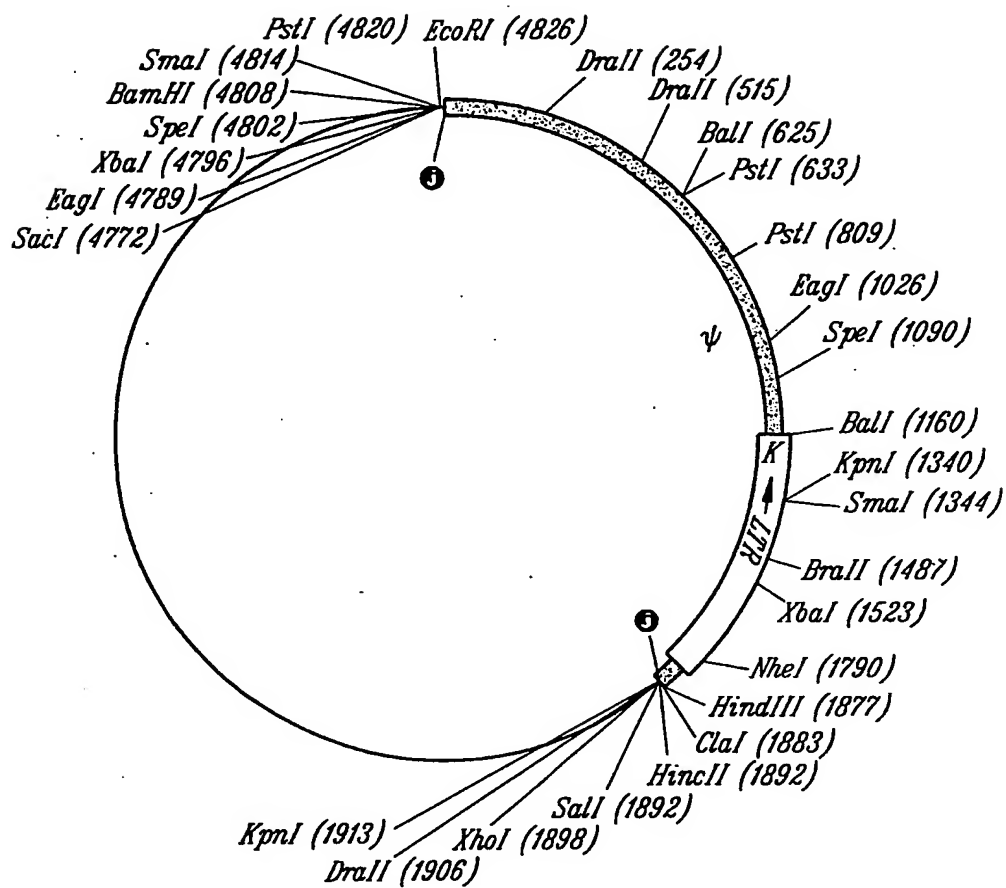 PstI (4820) EcoRI (4826)
SmaI (4814)
BamHI (4808)
SpeI (4802)
XbaI (4796)
EagI (4789)
SacI (4772)
DraII (254)
DraII (515)
BalI (625)
PstI (633)
PstI (809)
EagI (1026)
SpeI (1090)
BalI (1160)
KpnI (1340)
SmaI (1344)
BraII (1487)
XbaI (1523)
NheI (1790)
HindIII (1877)
ClaI (1883)
HincII (1892)
SalI (1892)
XhoI (1898)
DraII (1906)
KpnI (1913)
j
ψ
K
LTR
j